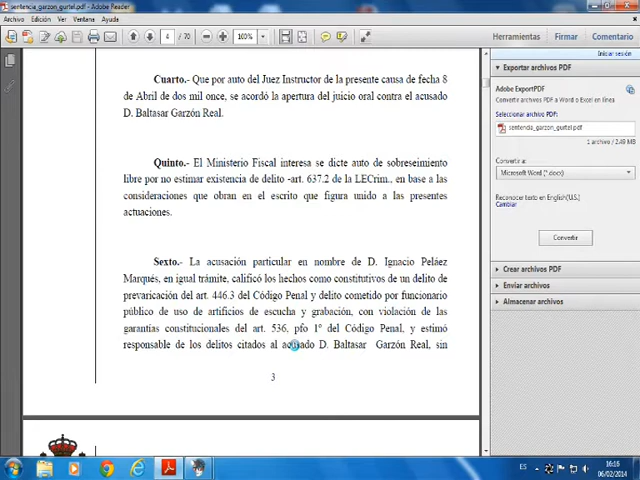 sentencia_garzon_gurtel.pdf - Adobe Reader
Archivo Edición Ver Ventana Ayuda
4 / 70 100% Herramientas Firmar Comentario
Iniciar sesión
Exportar archivos PDF
Adobe ExportPDF
Convertir archivos PDF a Word o Excel en línea.
Seleccionar archivo PDF:
sentencia_garzon_gurtel.pdf
1 archivo / 2.49 MB
Convertir a:
Microsoft Word (*.docx)
Reconocer texto en English(U.S.)
Cambiar
Convertir
Crear archivos PDF
Enviar archivos
Almacenar archivos
Cuarto.- Que por auto del Juez Instructor de la presente causa de fecha 8
de Abril de dos mil once, se acordó la apertura del juicio oral contra el acusado
D. Baltasar Garzón Real.
Quinto.- El Ministerio Fiscal interesa se dicte auto de sobreseimiento
libre por no estimar existencia de delito -art. 637.2 de la LECrim., en base a las
consideraciones que obran en el escrito que figura unido a las presentes
actuaciones.
Sexto.- La acusación particular en nombre de D. Ignacio Peláez
Marqués, en igual trámite, calificó los hechos como constitutivos de un delito de
prevaricación del art. 446.3 del Código Penal y delito cometido por funcionario
público de uso de artificios de escucha y grabación, con violación de las
garantías constitucionales del art. 536, pfo 1º del Código Penal, y estimó
responsable de los delitos citados al acusado D. Baltasar Garzón Real, sin
3
ES 16:16
06/02/2014